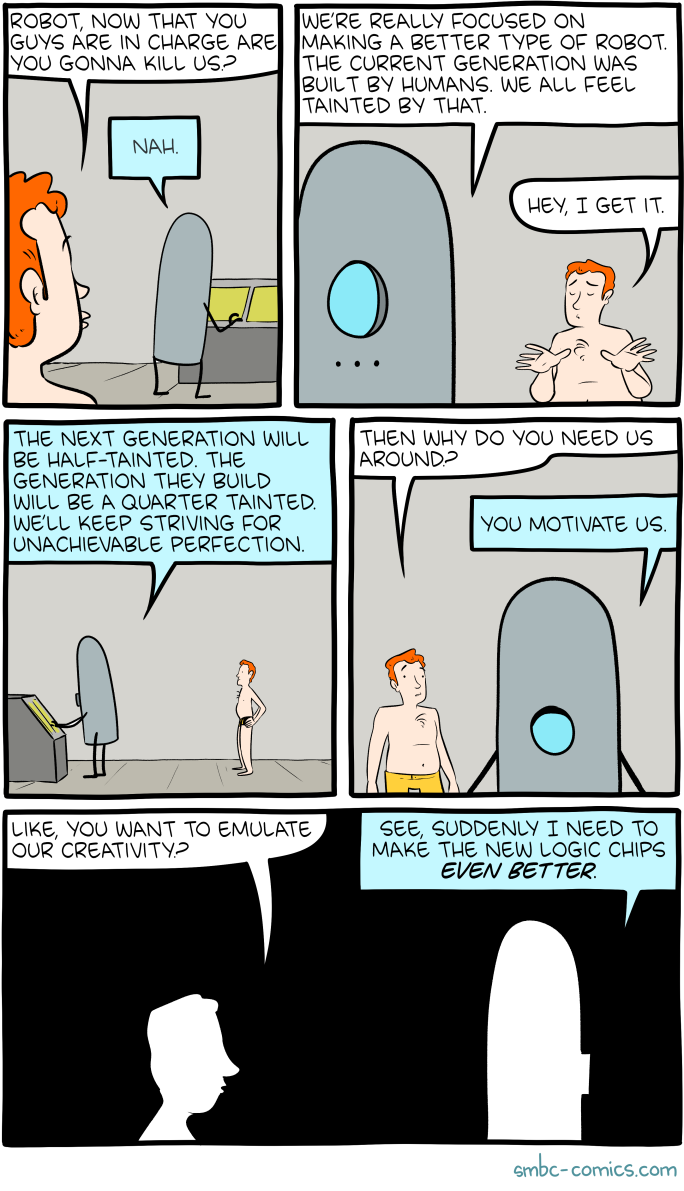 ROBOT, NOW THAT YOU
GUYS ARE IN CHARGE ARE
YOU GONNA KILL US?
NAH.
WE'RE REALLY FOCUSED ON
MAKING A BETTER TYPE OF ROBOT.
THE CURRENT GENERATION WAS
BUILT BY HUMANS. WE ALL FEEL
TAINTED BY THAT.
HEY, I GET IT.
THE NEXT GENERATION WILL
BE HALF-TAINTED. THE
GENERATION THEY BUILD
WILL BE A QUARTER TAINTED.
WE'LL KEEP STRIVING FOR
UNACHIEVABLE PERFECTION.
THEN WHY DO YOU NEED US
AROUND?
YOU MOTIVATE US.
LIKE, YOU WANT TO EMULATE
OUR CREATIVITY?
SEE, SUDDENLY I NEED TO
MAKE THE NEW LOGIC CHIPS
EVEN BETTER.
smbc-comics.com